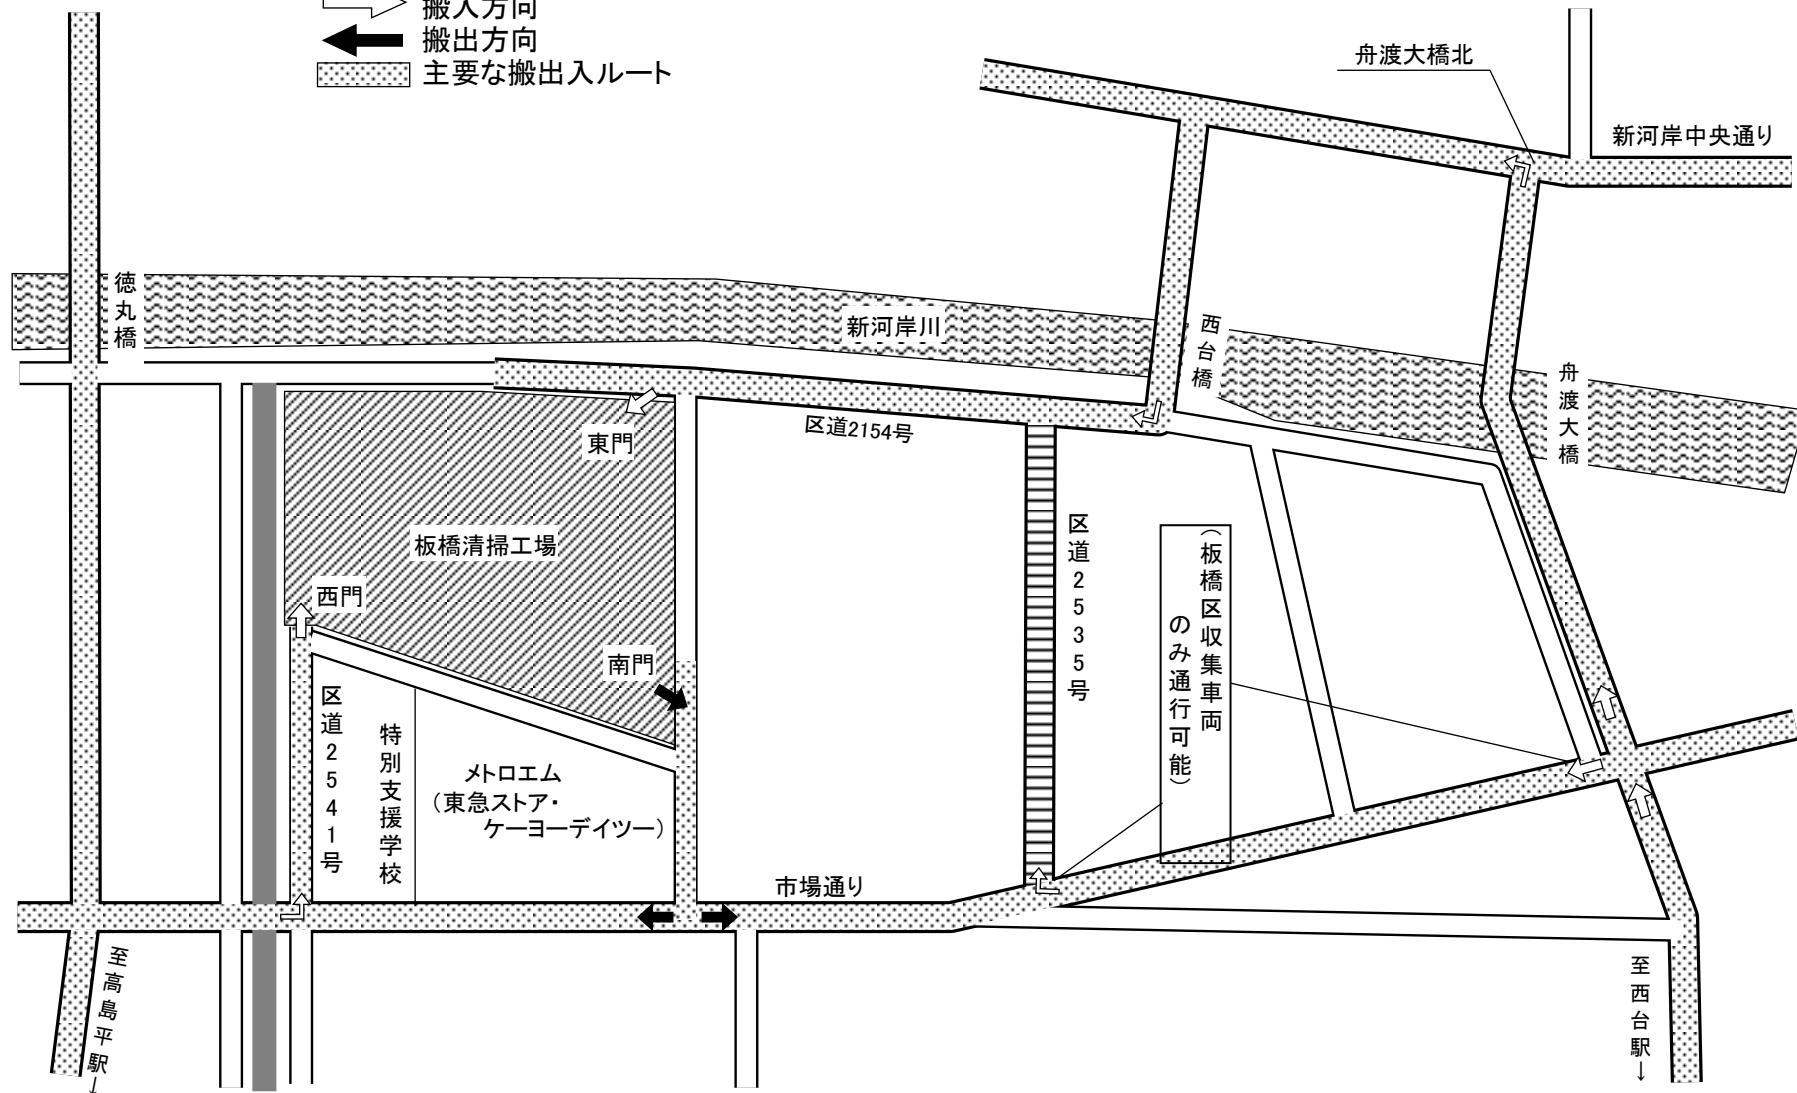 搬入方向
搬出方向
主要な搬出入ルート
舟渡大橋北
新河岸中央通り
徳丸橋
新河岸川
西台橋
舟渡大橋
東門
区道2154号
板橋清掃工場
西門
南門
区道2535号
（板橋区収集車両
のみ通行可能）
区道2541号
特別支援学校
メトロエム
（東急ストア・
ケーヨーデイツー）
市場通り
至高島平駅→
至西台駅→